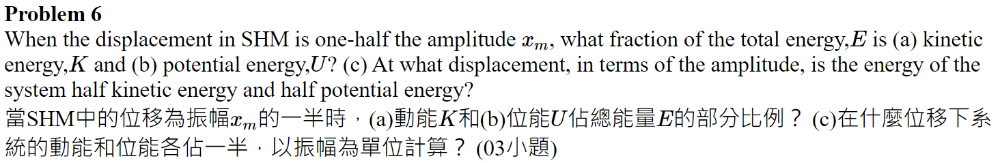 Problem 6
When the displacement in SHM is one-half the amplitude xₘ, what fraction of the total energy,E is (a) kinetic
energy,K and (b) potential energy,U? (c) At what displacement, in terms of the amplitude, is the energy of the
system half kinetic energy and half potential energy?
當SHM中的位移為振幅xₘ的一半時，(a)動能K和(b)位能U佔總能量E的部分比例？ (c)在什麼位移下系
統的動能和位能各佔一半，以振幅為單位計算？ (03小題)